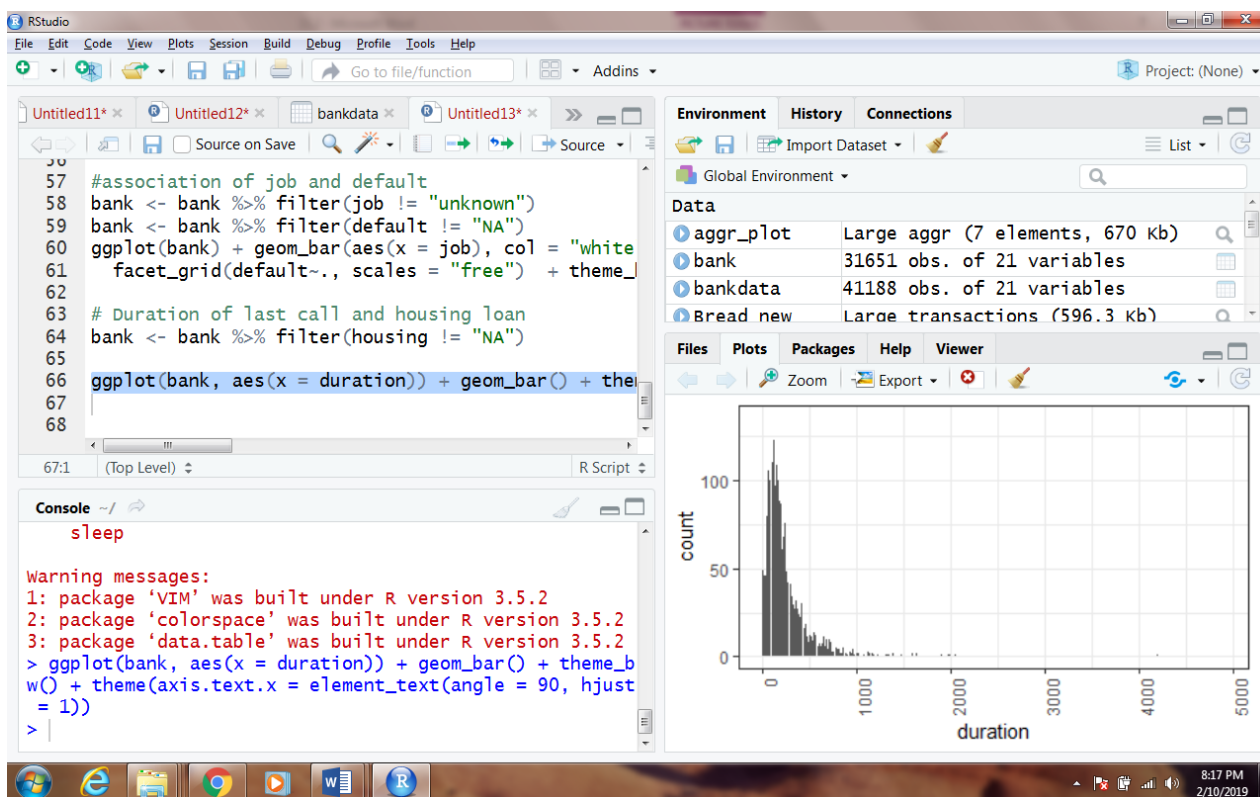 RStudio
File Edit Code View Plots Session Build Debug Profile Tools Help
Go to file/function Addins Project: (None)
Untitled11* Untitled12* bankdata Untitled13*
Source on Save Source
56
57 #association of job and default
58 bank <- bank %>% filter(job != "unknown")
59 bank <- bank %>% filter(default != "NA")
60 ggplot(bank) + geom_bar(aes(x = job), col = "white
61 facet_grid(default~., scales = "free") + theme_
62
63 # Duration of last call and housing loan
64 bank <- bank %>% filter(housing != "NA")
65
66 ggplot(bank, aes(x = duration)) + geom_bar() + the
67
68
67:1 (Top Level) R Script
Console ~/
sleep
Warning messages:
1: package ‘VIM’ was built under R version 3.5.2
2: package ‘colorspace’ was built under R version 3.5.2
3: package ‘data.table’ was built under R version 3.5.2
> ggplot(bank, aes(x = duration)) + geom_bar() + theme_b
w() + theme(axis.text.x = element_text(angle = 90, hjust
= 1))
>
Environment History Connections
Import Dataset List
Global Environment
Data
aggr_plot Large aggr (7 elements, 670 Kb)
bank 31651 obs. of 21 variables
bankdata 41188 obs. of 21 variables
Bread new Large transactions (596.3 Kb)
Files Plots Packages Help Viewer
Zoom Export
100
50
0
count
0 1000 2000 3000 4000 5000
duration
8:17 PM
2/10/2019